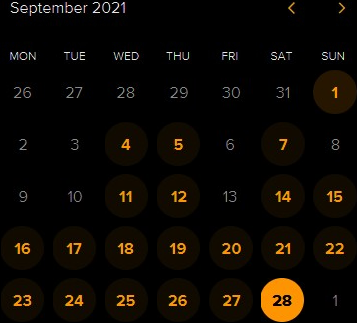 September 2021
MON TUE WED THU FRI SAT SUN
26 27 28 29 30 31 1
2 3 4 5 6 7 8
9 10 11 12 13 14 15
16 17 18 19 20 21 22
23 24 25 26 27 28 1